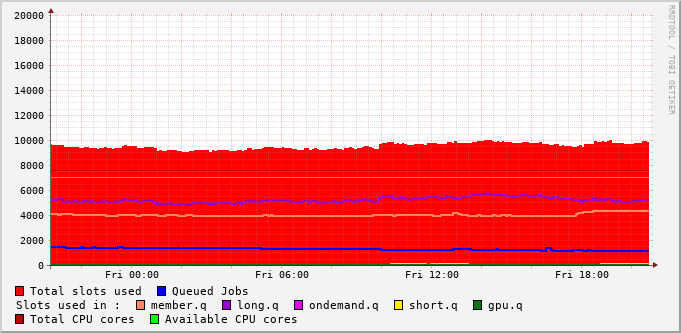 RRDTOOL / TOBI OETIKER
20000
18000
16000
14000
12000
10000
8000
6000
4000
2000
0
Fri 00:00 Fri 06:00 Fri 12:00 Fri 18:00
Total slots used Queued Jobs
Slots used in : member.q long.q ondemand.q short.q gpu.q
Total CPU cores Available CPU cores